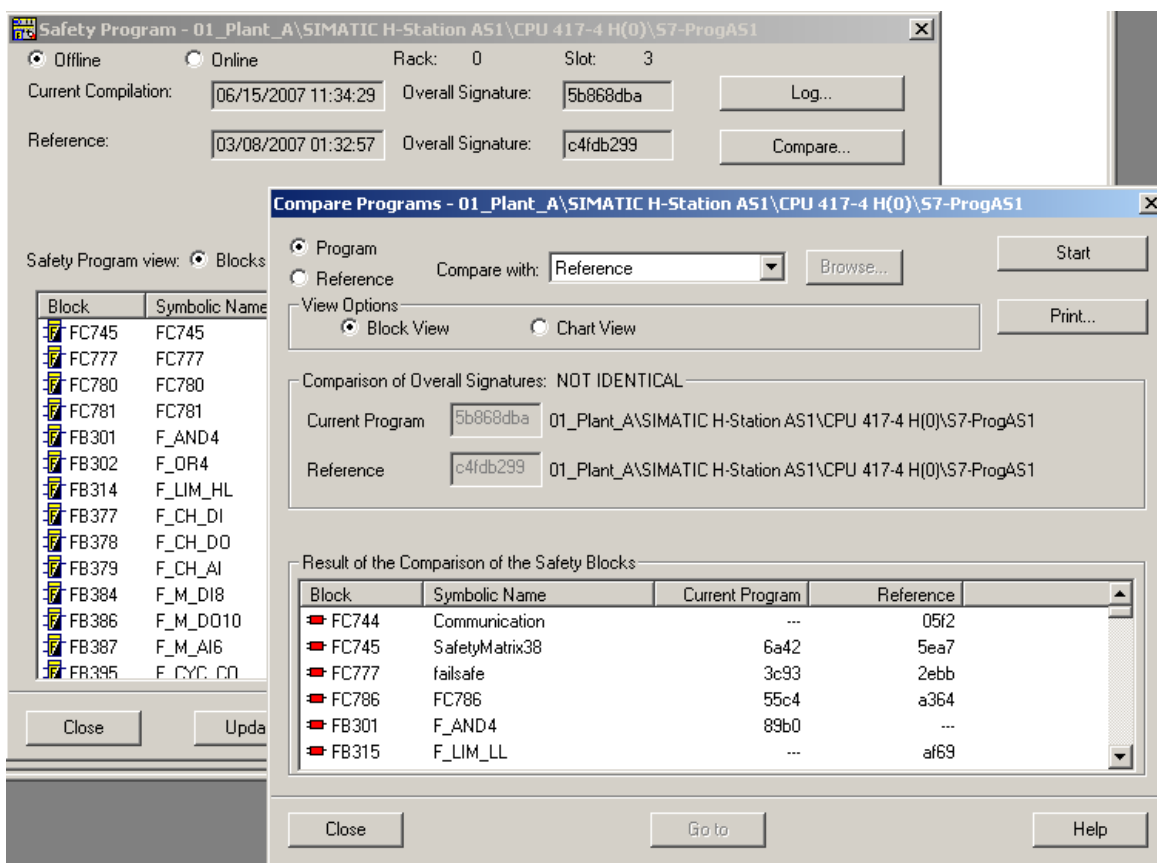 Safety Program - 01_Plant_A\SIMATIC H-Station AS1\CPU 417-4 H(0)\S7-ProgAS1
Offline Online Rack: 0 Slot: 3
Current Compilation: 06/15/2007 11:34:29 Overall Signature: 5b868dba Log...
Reference: 03/08/2007 01:32:57 Overall Signature: c4fdb299 Compare...
Safety Program view: Blocks
Block Symbolic Name
FC745 FC745
FC777 FC777
FC780 FC780
FC781 FC781
FB301 F_AND4
FB302 F_OR4
FB314 F_LIM_HL
FB377 F_CH_DI
FB378 F_CH_DO
FB379 F_CH_AI
FB384 F_M_DI8
FB386 F_M_DO10
FB387 F_M_AI6
FB395 F_CYC_CO
Close Upda
Compare Programs - 01_Plant_A\SIMATIC H-Station AS1\CPU 417-4 H(0)\S7-ProgAS1
Program
Reference
Compare with: Reference Browse... Start
View Options
Block View Chart View Print...
Comparison of Overall Signatures: NOT IDENTICAL
Current Program 5b868dba 01_Plant_A\SIMATIC H-Station AS1\CPU 417-4 H(0)\S7-ProgAS1
Reference c4fdb299 01_Plant_A\SIMATIC H-Station AS1\CPU 417-4 H(0)\S7-ProgAS1
Result of the Comparison of the Safety Blocks
Block Symbolic Name Current Program Reference
FC744 Communication --- 05f2
FC745 SafetyMatrix38 6a42 5ea7
FC777 failsafe 3c93 2ebb
FC786 FC786 55c4 a364
FB301 F_AND4 89b0 ---
FB315 F_LIM_LL --- af69
Close Go to Help